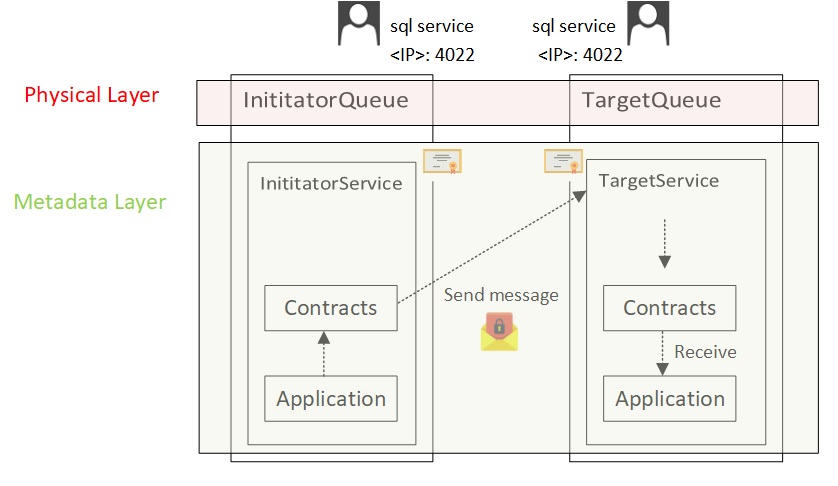 sql service
<IP>: 4022
sql service
<IP>: 4022
Physical Layer
InititatorQueue
TargetQueue
Metadata Layer
InititatorService
TargetService
Contracts
Send message
Contracts
Receive
Application
Application